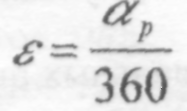 ε = α_p / 360